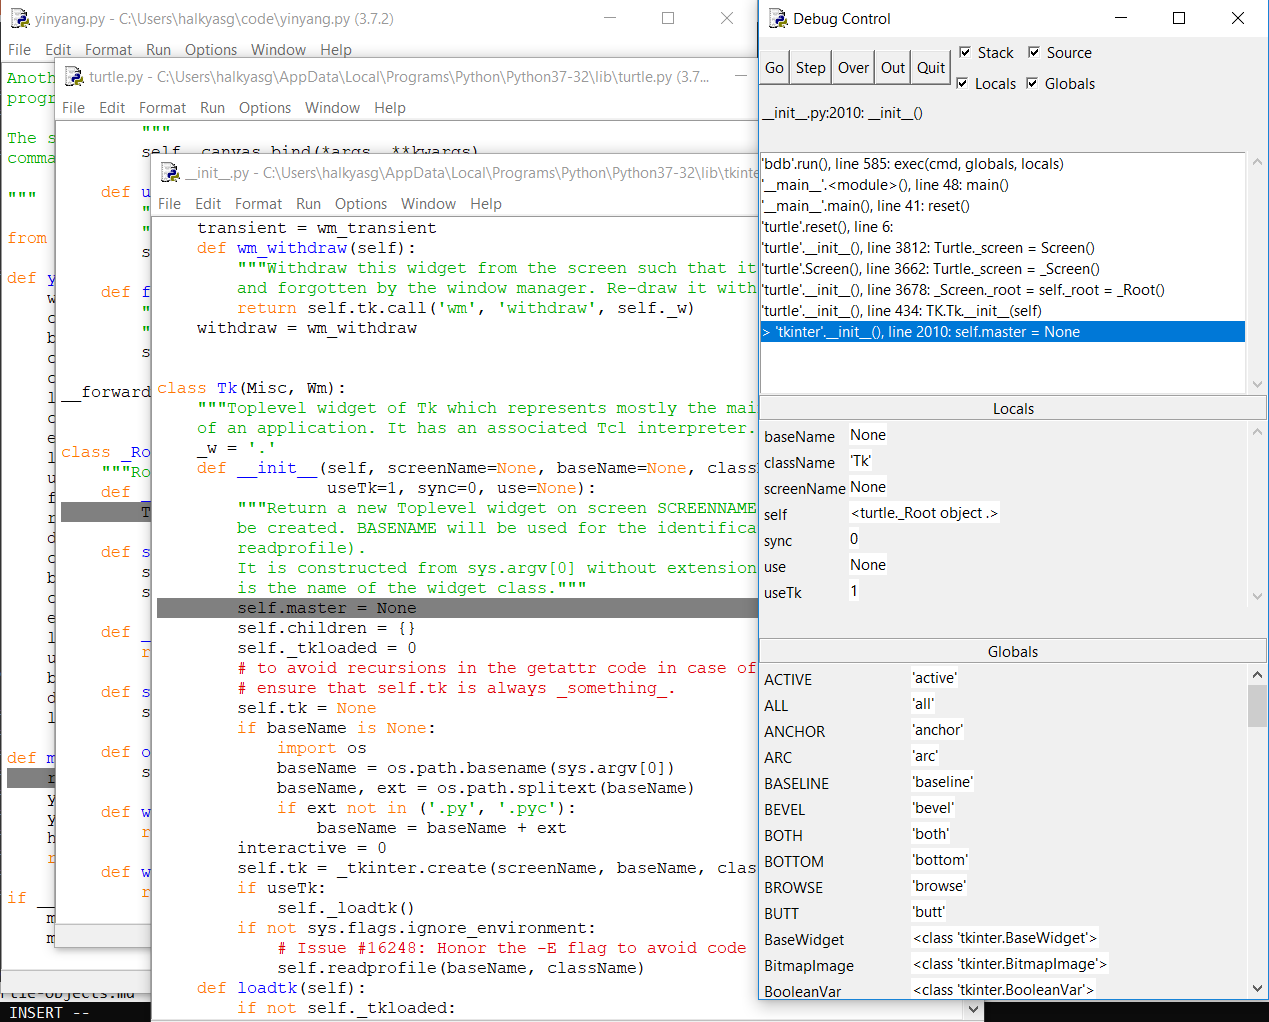 yinyang.py - C:\Users\halkyasg\code\yinyang.py (3.7.2)
File Edit Format Run Options Window Help
Anoth
progr
The s
comma
"""
from
def y
w
c
b
c
c
l
c
e
l
u
f
r
d
c
b
c
e
l
u
b
d
l
def m
r
y
y
h
r
if __
m
m
turtle.py - C:\Users\halkyasg\AppData\Local\Programs\Python\Python37-32\lib\turtle.py (3.7...
File Edit Format Run Options Window Help
"""
self._canvas.bind(*args, **kwargs)
def u
"
"
s
def f
"
"
s
__forward
class _Ro
"""Ro
def _
T
def s
s
s
def _
r
def s
s
def o
s
def w
r
def w
r
__init__.py - C:\Users\halkyasg\AppData\Local\Programs\Python\Python37-32\lib\tkinte
File Edit Format Run Options Window Help
transient = wm_transient
def wm_withdraw(self):
"""Withdraw this widget from the screen such that it
and forgotten by the window manager. Re-draw it with
return self.tk.call('wm', 'withdraw', self._w)
withdraw = wm_withdraw
class Tk(Misc, Wm):
"""Toplevel widget of Tk which represents mostly the mai
of an application. It has an associated Tcl interpreter.
_w = '.'
def __init__(self, screenName=None, baseName=None, class
useTk=1, sync=0, use=None):
"""Return a new Toplevel widget on screen SCREENNAME
be created. BASENAME will be used for the identifica
readprofile).
It is constructed from sys.argv[0] without extension
is the name of the widget class."""
self.master = None
self.children = {}
self._tkloaded = 0
# to avoid recursions in the getattr code in case of
# ensure that self.tk is always _something_.
self.tk = None
if baseName is None:
import os
baseName = os.path.basename(sys.argv[0])
baseName, ext = os.path.splitext(baseName)
if ext not in ('.py', '.pyc'):
baseName = baseName + ext
interactive = 0
self.tk = _tkinter.create(screenName, baseName, clas
if useTk:
self._loadtk()
if not sys.flags.ignore_environment:
# Issue #16248: Honor the -E flag to avoid code
self.readprofile(baseName, className)
def loadtk(self):
if not self._tkloaded:
rtle-objects.md
INSERT --
Debug Control
Go Step Over Out Quit
Stack Source
Locals Globals
__init__.py:2010: __init__()
'bdb'.run(), line 585: exec(cmd, globals, locals)
'__main__'.<module>(), line 48: main()
'__main__'.main(), line 41: reset()
'turtle'.reset(), line 6:
'turtle'.__init__(), line 3812: Turtle._screen = Screen()
'turtle'.Screen(), line 3662: Turtle._screen = _Screen()
'turtle'.__init__(), line 3678: _Screen._root = self._root = _Root()
'turtle'.__init__(), line 434: TK.Tk.__init__(self)
> 'tkinter'.__init__(), line 2010: self.master = None
Locals
baseName None
className 'Tk'
screenName None
self <turtle._Root object .>
sync 0
use None
useTk 1
Globals
ACTIVE 'active'
ALL 'all'
ANCHOR 'anchor'
ARC 'arc'
BASELINE 'baseline'
BEVEL 'bevel'
BOTH 'both'
BOTTOM 'bottom'
BROWSE 'browse'
BUTT 'butt'
BaseWidget <class 'tkinter.BaseWidget'>
BitmapImage <class 'tkinter.BitmapImage'>
BooleanVar <class 'tkinter.BooleanVar'>